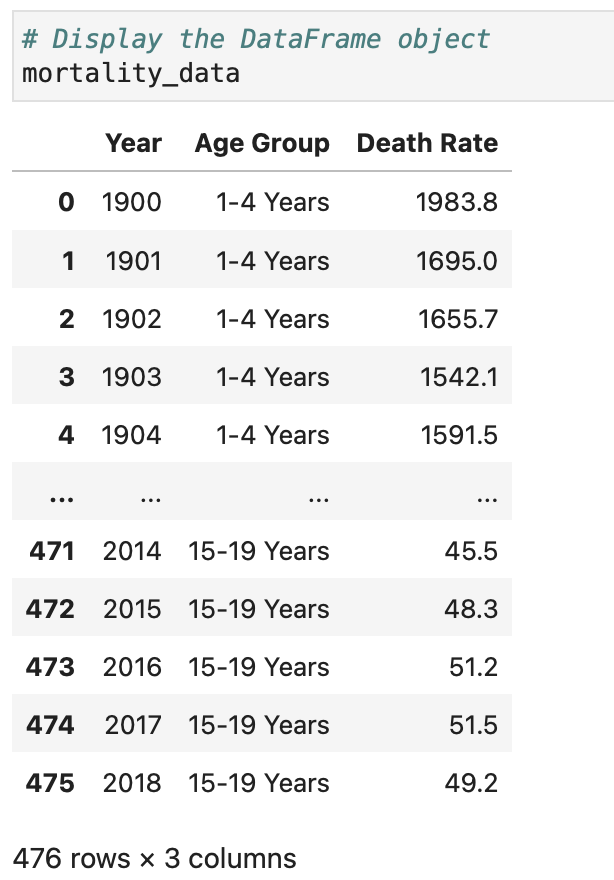 # Display the DataFrame object
mortality_data
Year Age Group Death Rate
0 1900 1-4 Years 1983.8
1 1901 1-4 Years 1695.0
2 1902 1-4 Years 1655.7
3 1903 1-4 Years 1542.1
4 1904 1-4 Years 1591.5
... ... ... ...
471 2014 15-19 Years 45.5
472 2015 15-19 Years 48.3
473 2016 15-19 Years 51.2
474 2017 15-19 Years 51.5
475 2018 15-19 Years 49.2
476 rows × 3 columns